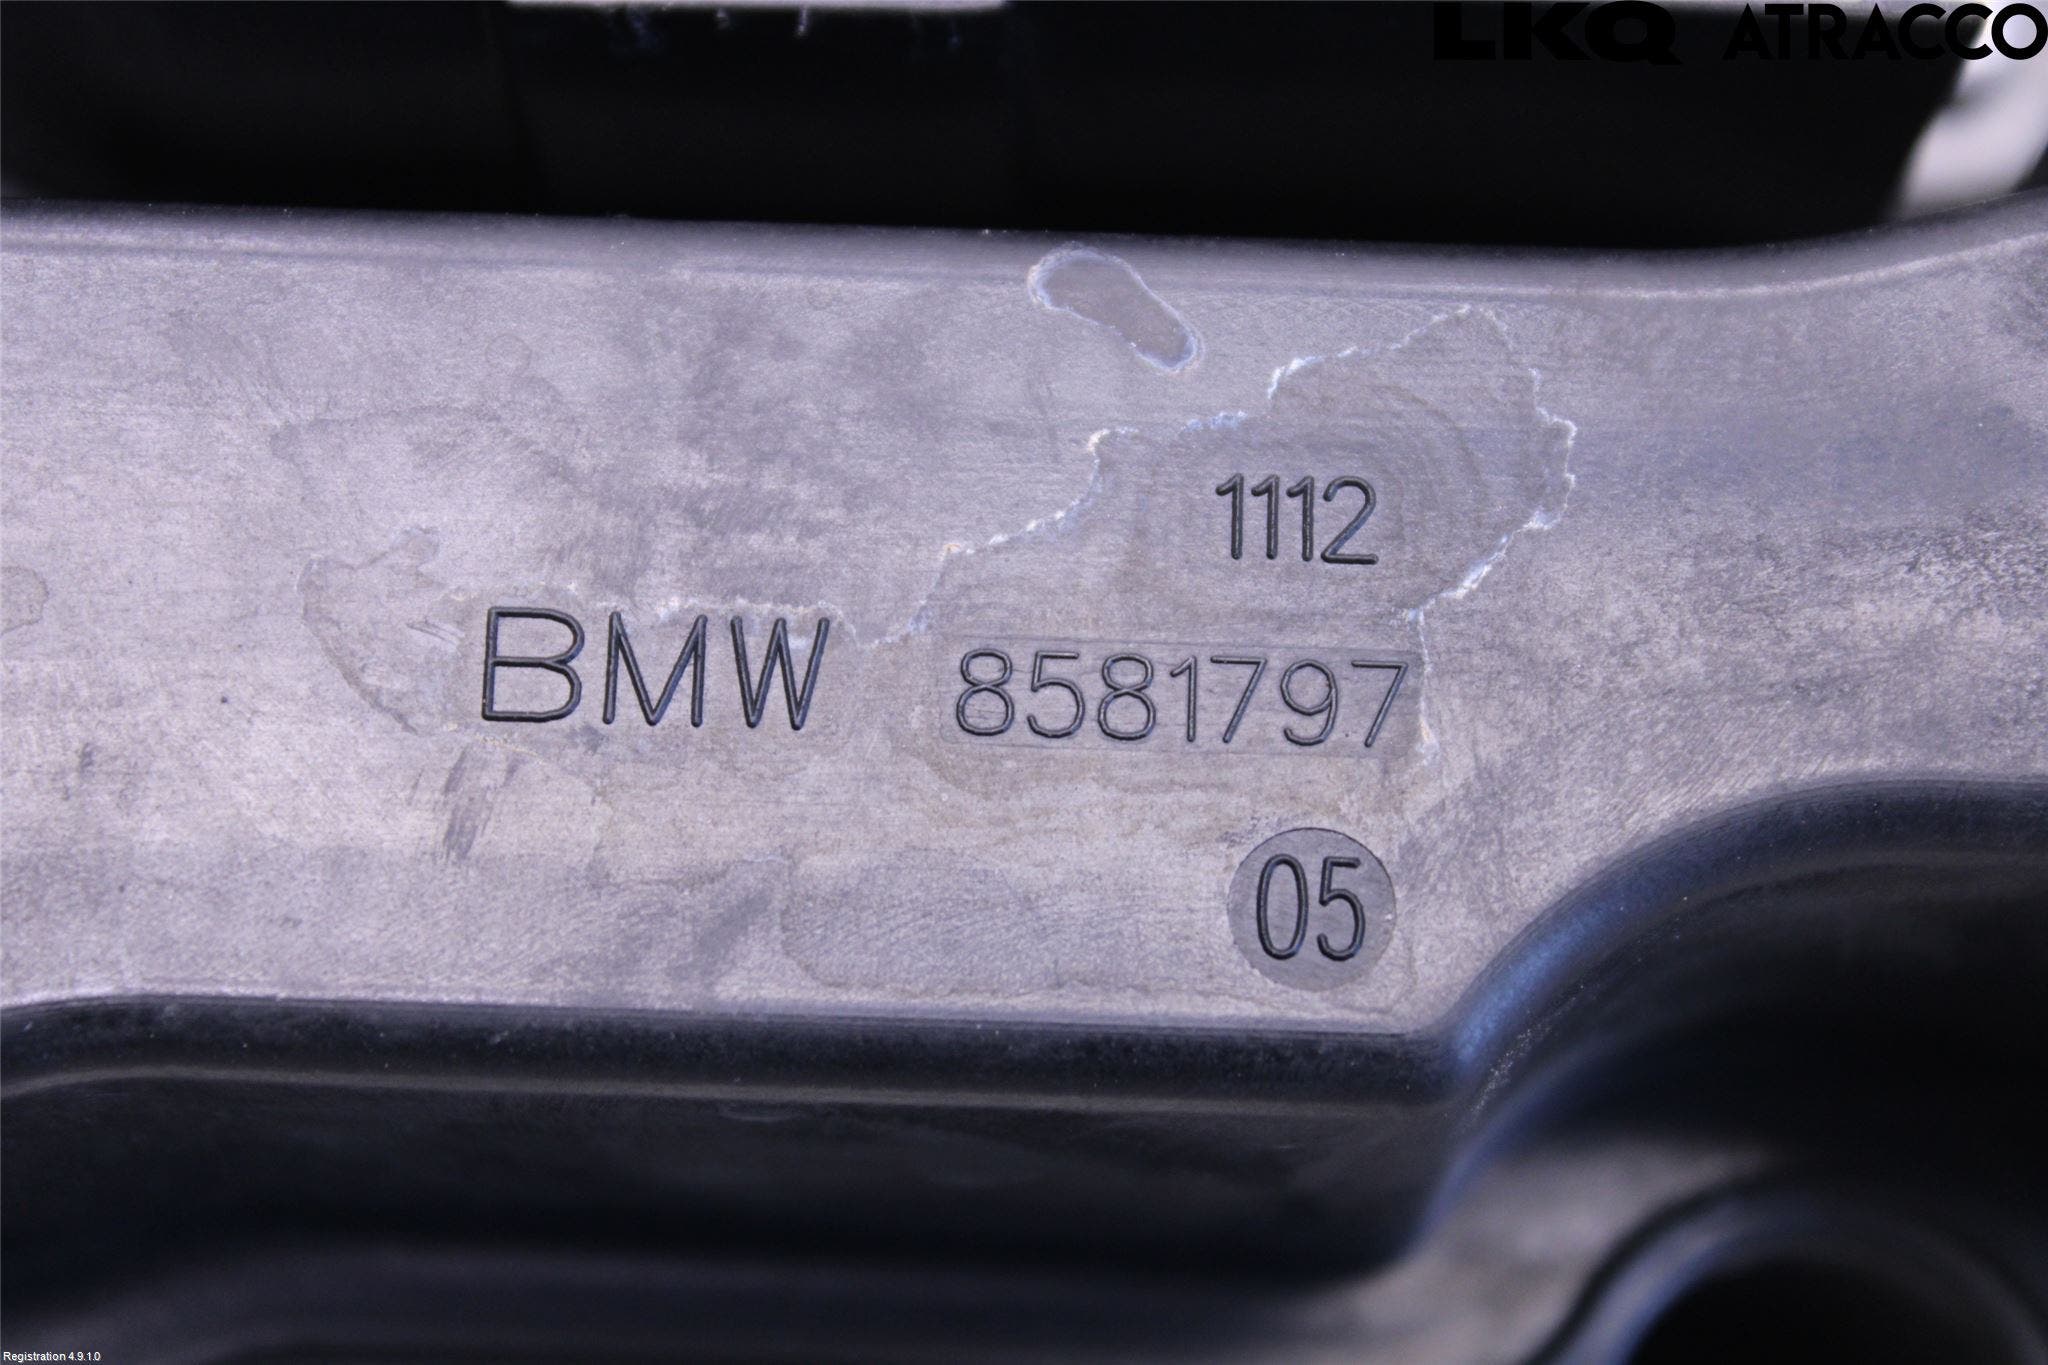 LKQ ATRACCO
1112
BMW 8581797
05
Registration 4.9.1.0